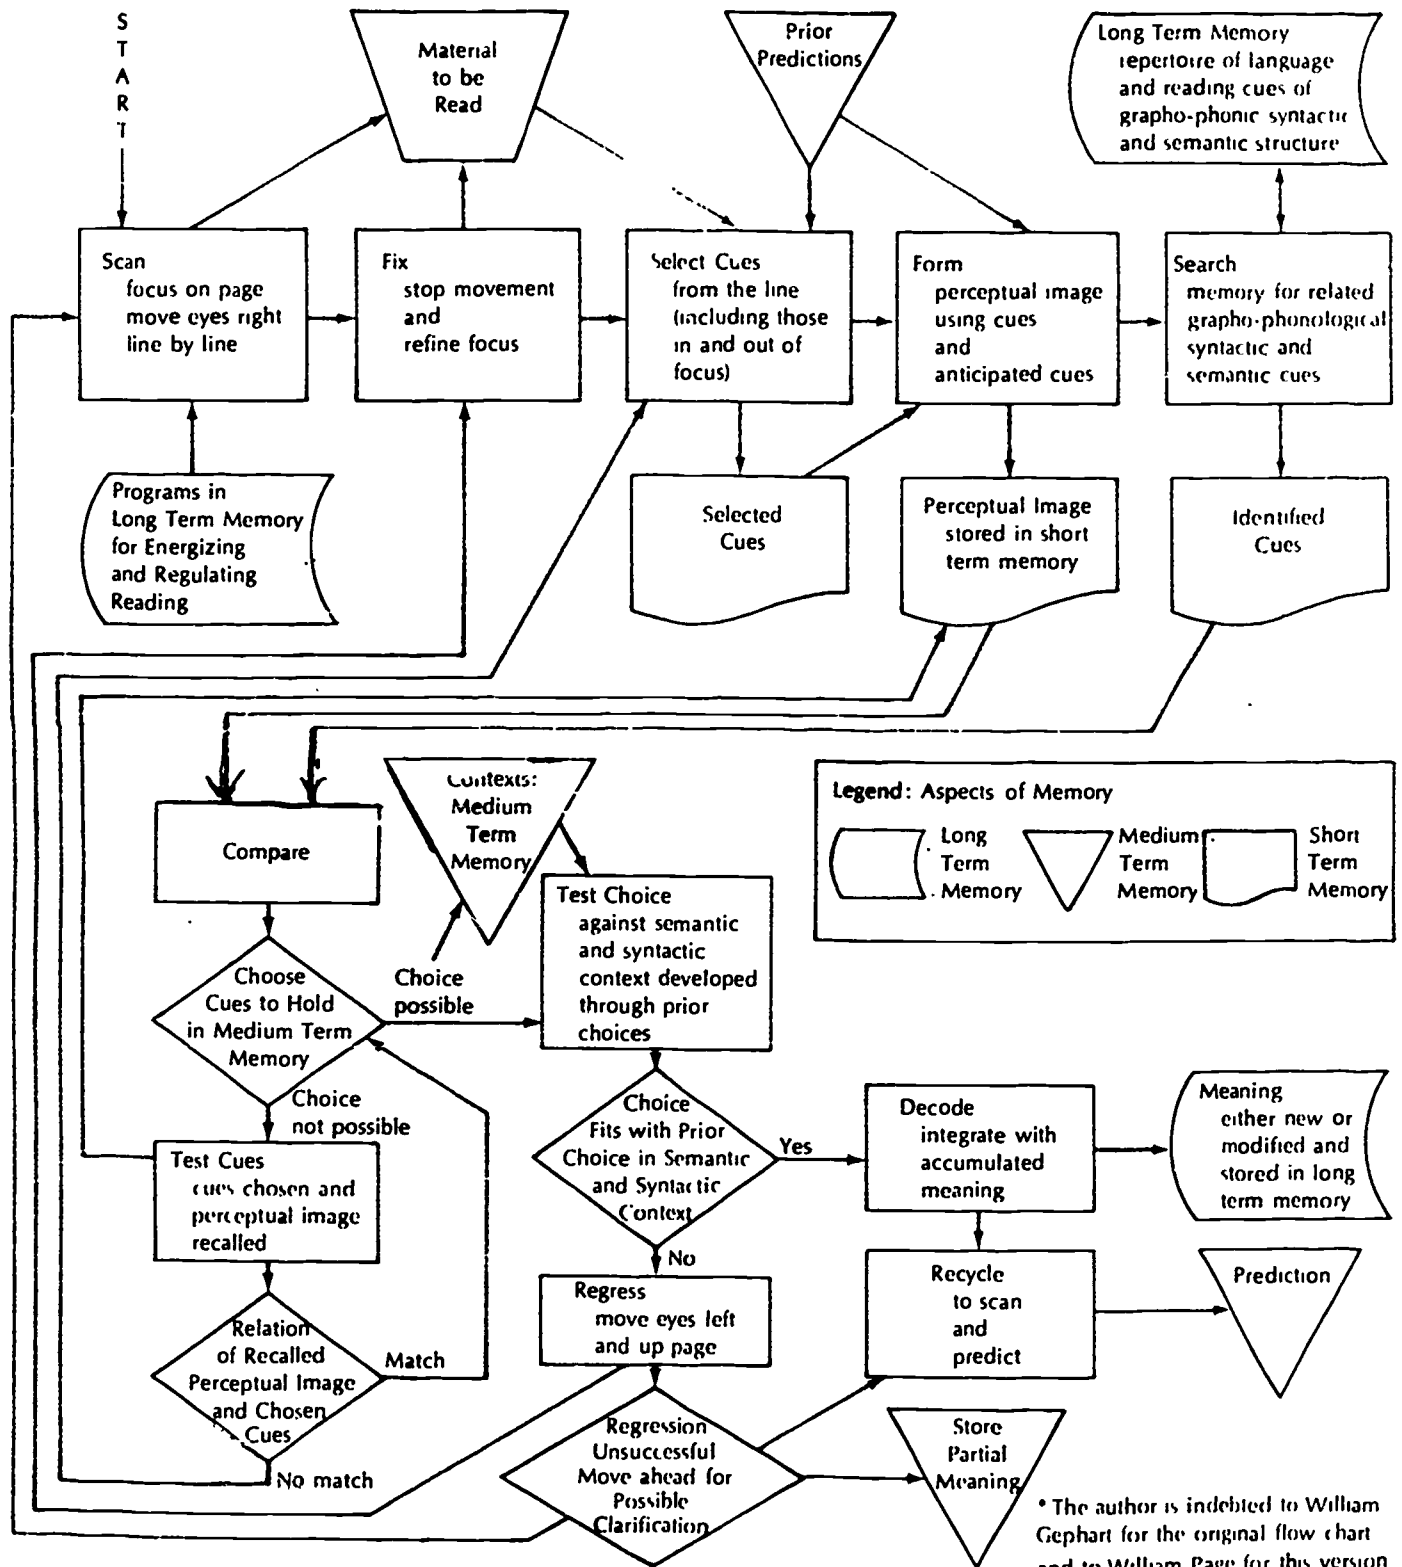 START
Material
to be
Read
Prior
Predictions
Long Term Memory
repertoire of language
and reading cues of
grapho-phonic syntactic
and semantic structure
Scan
focus on page
move eyes right
line by line
Fix
stop movement
and
refine focus
Select Cues
from the line
(including those
in and out of
focus)
Form
perceptual image
using cues
and
anticipated cues
Search
memory for related
grapho-phonological
syntactic and
semantic cues
Programs in
Long Term Memory
for Energizing
and Regulating
Reading
Selected
Cues
Perceptual Image
stored in short
term memory
Identified
Cues
Contexts:
Medium
Term
Memory
Legend: Aspects of Memory
Long
Term
Memory
Medium
Term
Memory
Short
Term
Memory
Compare
Test Choice
against semantic
and syntactic
context developed
through prior
choices
Choose
Cues to Hold
in Medium Term
Memory
Choice
possible
Choice
not possible
Test Cues
cues chosen and
perceptual image
recalled
Choice
Fits with Prior
Choice in Semantic
and Syntactic
Context
Yes
Decode
integrate with
accumulated
meaning
Meaning
either new or
modified and
stored in long
term memory
No
Regress
move eyes left
and up page
Recycle
to scan
and
predict
Prediction
Relation
of Recalled
Perceptual Image
and Chosen
Cues
Match
No match
Regression
Unsuccessful
Move ahead for
Possible
Clarification
Store
Partial
Meaning
* The author is indebted to William
Gephart for the original flow chart
and to William Page for this version